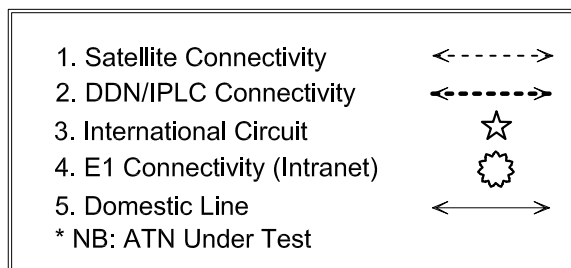 1. Satellite Connectivity
2. DDN/IPLC Connectivity
3. International Circuit
4. E1 Connectivity (Intranet)
5. Domestic Line
* NB: ATN Under Test